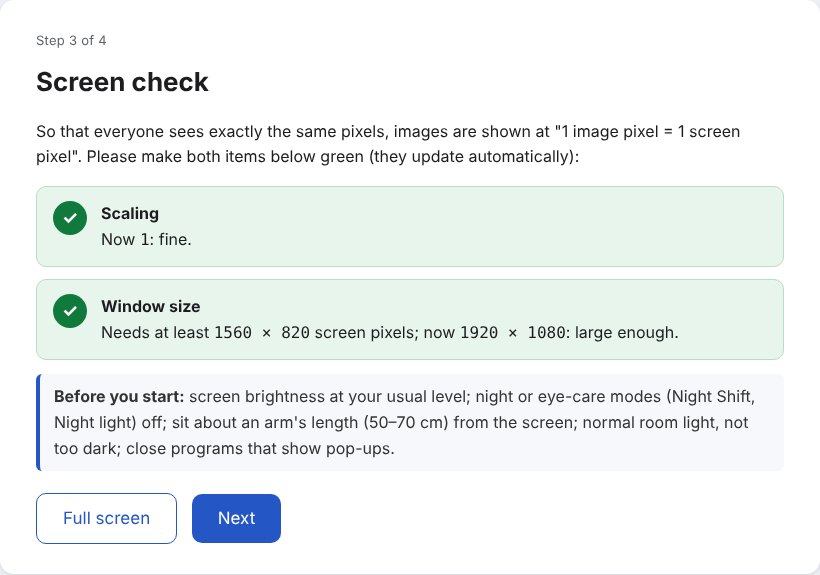 Step 3 of 4
Screen check
So that everyone sees exactly the same pixels, images are shown at "1 image pixel = 1 screen
pixel". Please make both items below green (they update automatically):
Scaling
Now 1: fine.
Window size
Needs at least 1560 × 820 screen pixels; now 1920 × 1080: large enough.
Before you start: screen brightness at your usual level; night or eye-care modes (Night Shift,
Night light) off; sit about an arm's length (50–70 cm) from the screen; normal room light, not
too dark; close programs that show pop-ups.
Full screen
Next